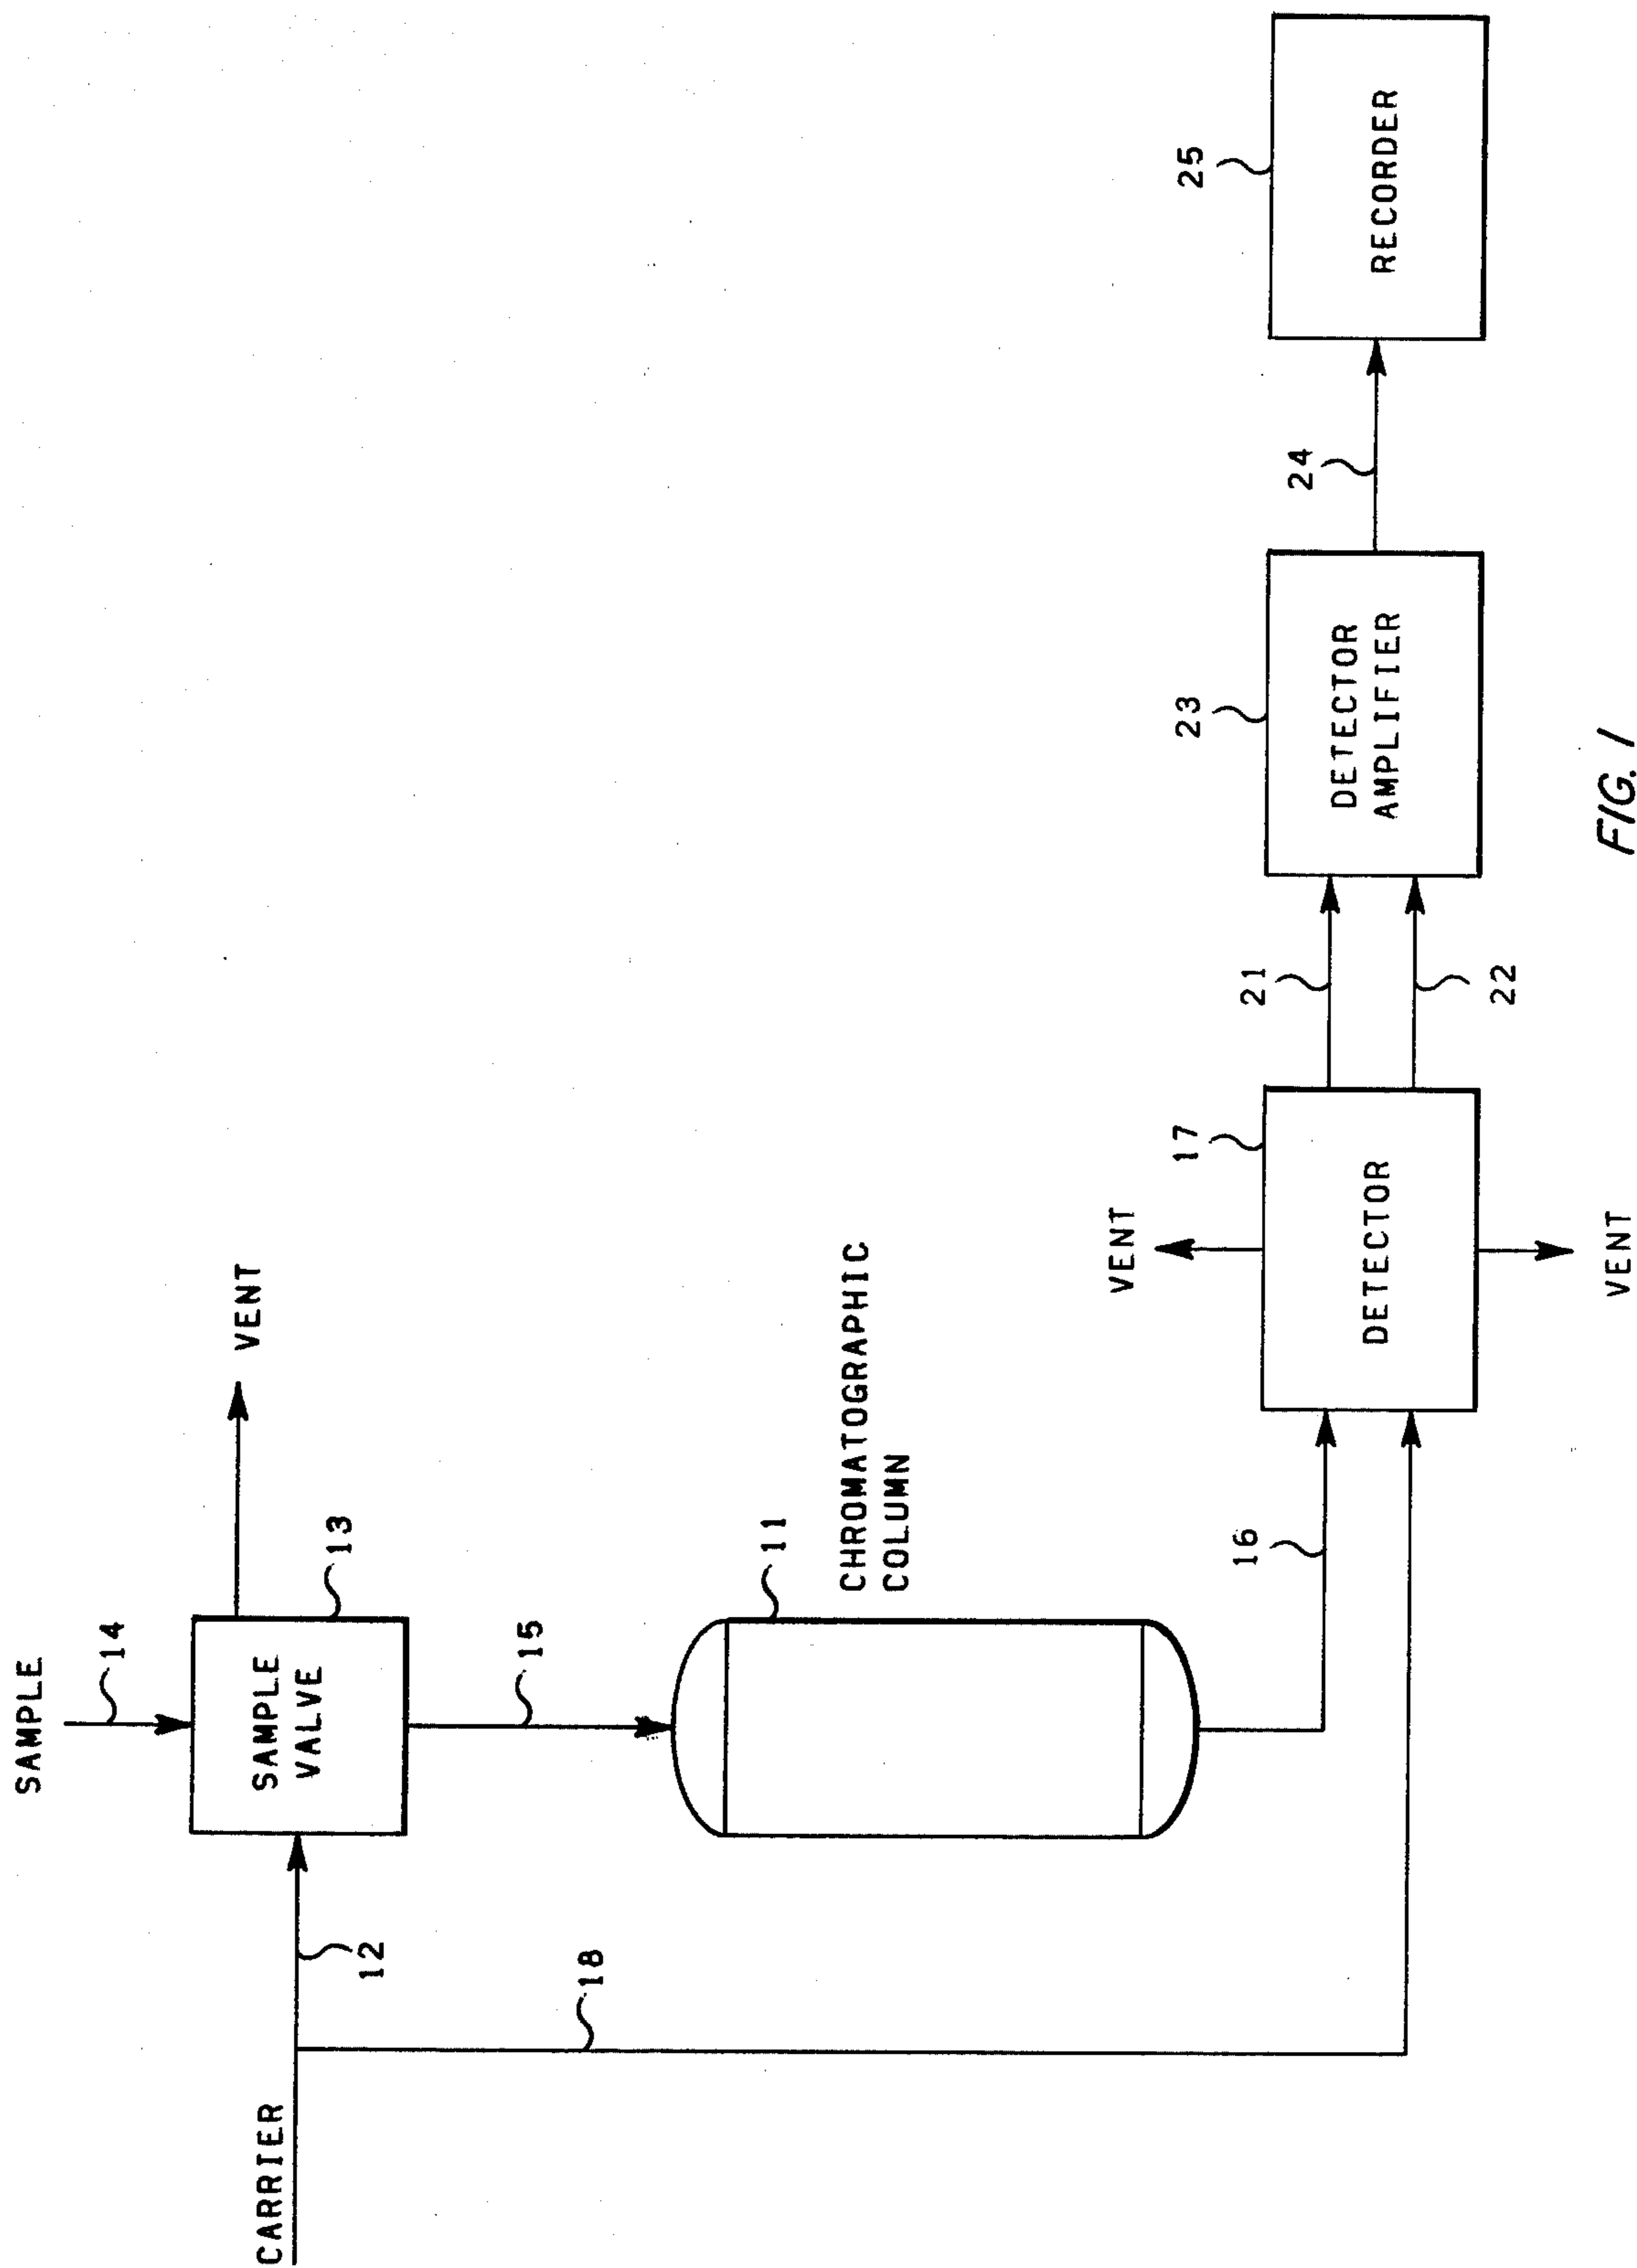 SAMPLE
14
CARRIER
12
SAMPLE
VALVE
13
VENT
15
18
11
CHROMATOGRAPHIC
COLUMN
16
VENT
17
DETECTOR
VENT
21
22
23
DETECTOR
AMPLIFIER
24
25
RECORDER
FIG. 1